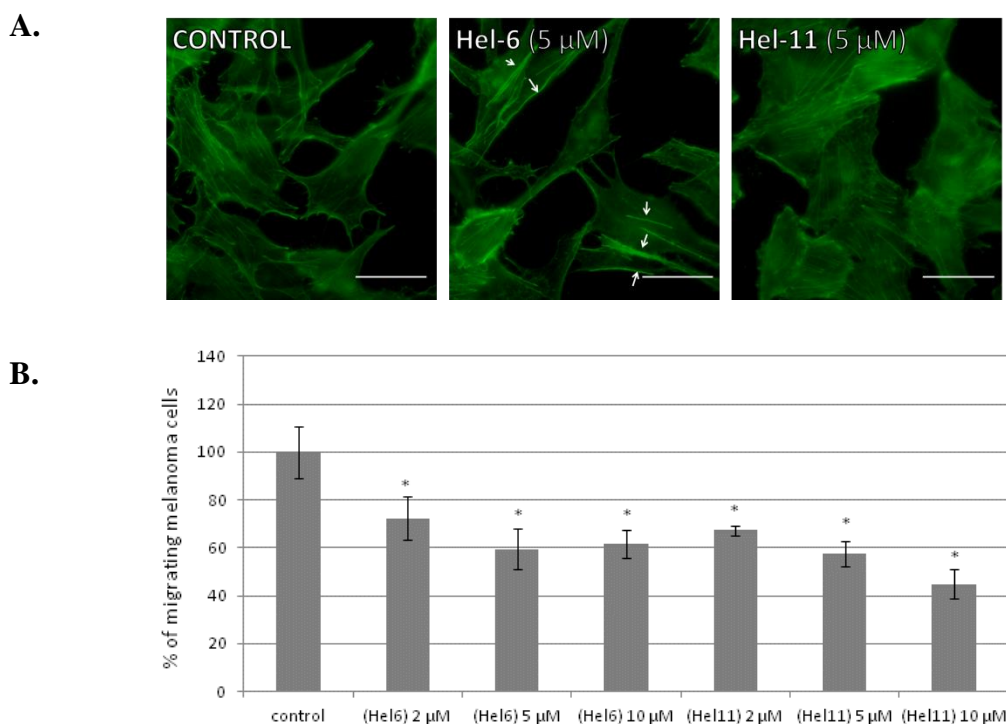 A.
CONTROL
Hel-6 (5 μM)
Hel-11 (5 μM)
B.
% of migrating melanoma cells
140
120
100
80
60
40
20
0
*
*
*
*
*
*
control
(Hel6) 2 μM
(Hel6) 5 μM
(Hel6) 10 μM
(Hel11) 2 μM
(Hel11) 5 μM
(Hel11) 10 μM